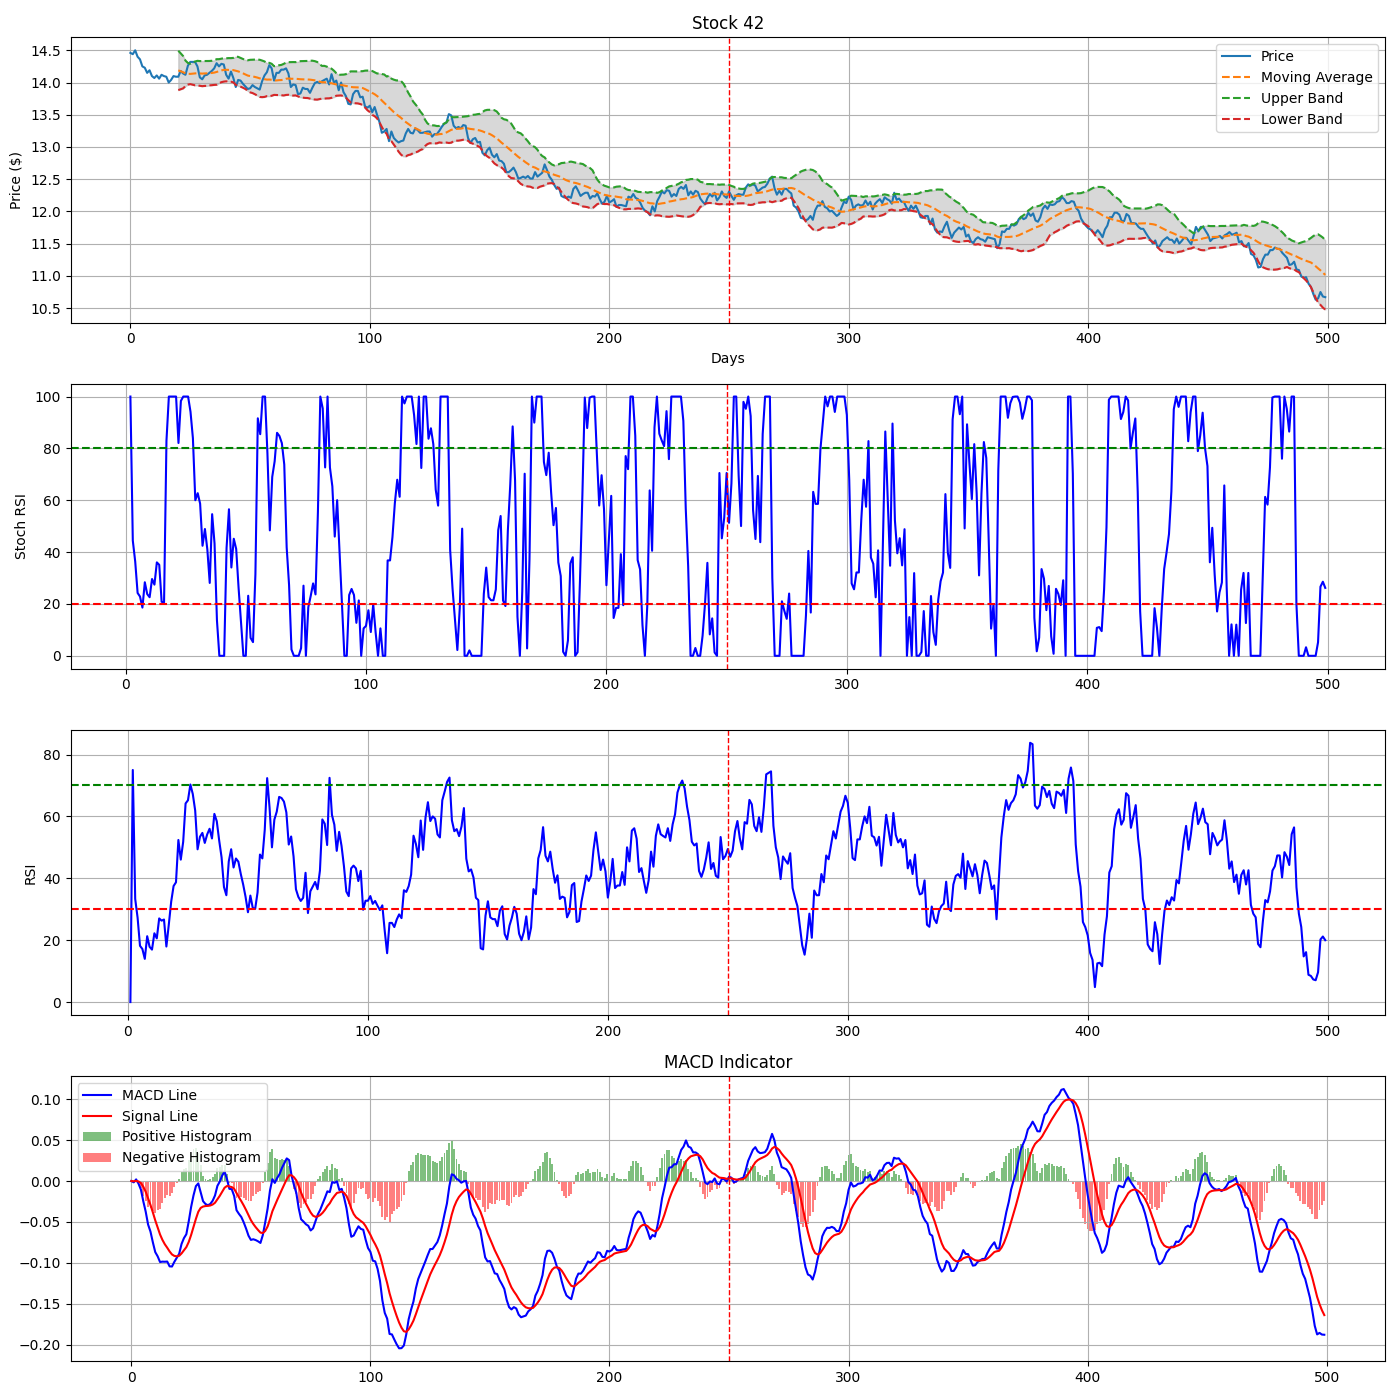 Stock 42
14.5
14.0
13.5
13.0
12.5
12.0
11.5
11.0
10.5
Price ($)
Price
Moving Average
Upper Band
Lower Band
0 100 200 300 400 500
Days
100
80
60
40
20
0
Stoch RSI
0 100 200 300 400 500
80
60
40
20
0
RSI
0 100 200 300 400 500
MACD Indicator
0.10
0.05
0.00
−0.05
−0.10
−0.15
−0.20
MACD Line
Signal Line
Positive Histogram
Negative Histogram
0 100 200 300 400 500